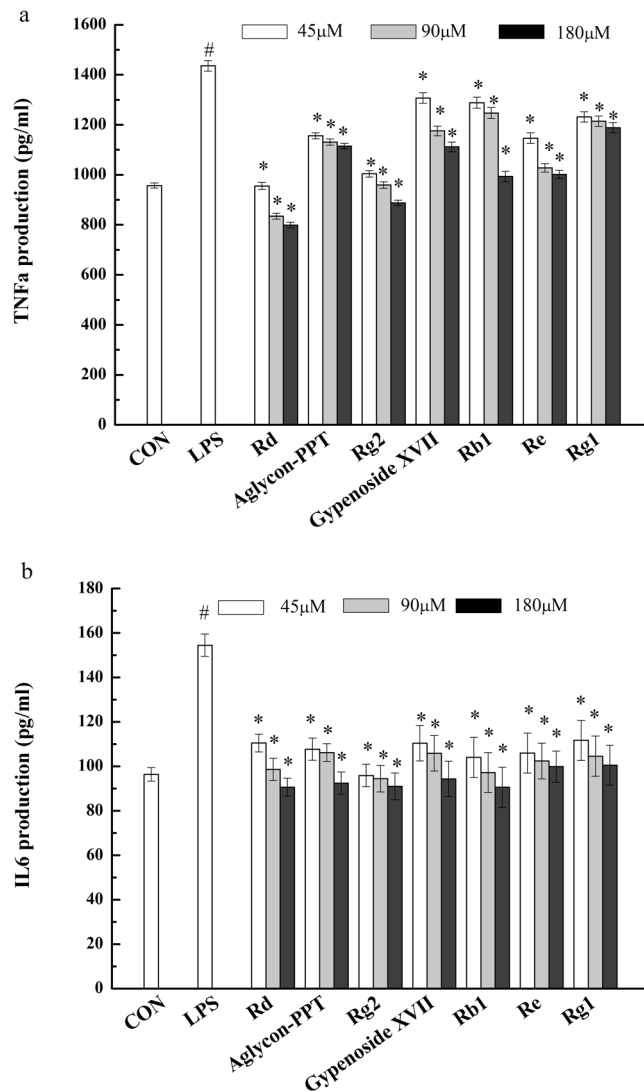 a
45μM 90μM 180μM
TNFa production (pg/ml)
1600
1400
1200
1000
800
600
400
200
0
#
* * *
* * *
* * *
* * *
* * *
* * *
* * *
CON LPS Rd Aglycon-PPT Rg2 Gypenoside XVII Rb1 Re Rg1
b
45μM 90μM 180μM
IL6 production (pg/ml)
180
160
140
120
100
80
60
40
20
0
#
* * *
* * *
* * *
* * *
* * *
* * *
* * *
CON LPS Rd Aglycon-PPT Rg2 Gypenoside XVII Rb1 Re Rg1